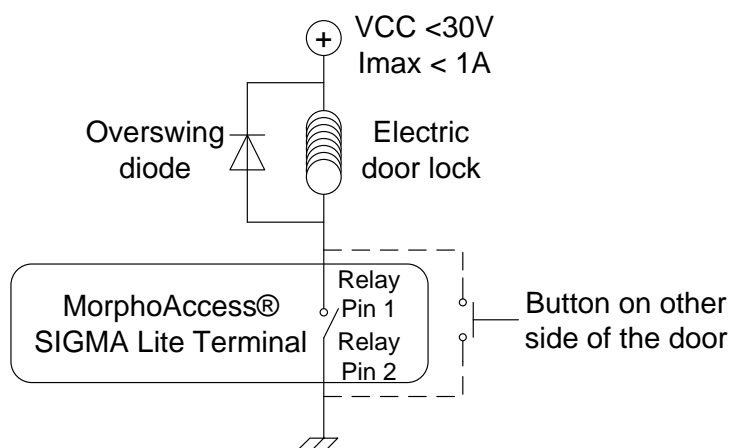 +
VCC <30V
Imax < 1A
Overswing
diode
Electric
door lock
MorphoAccess®
SIGMA Lite Terminal
Relay
Pin 1
Relay
Pin 2
Button on other
side of the door